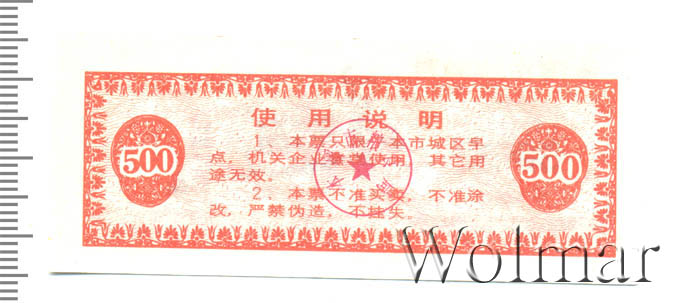 使用说明
500
1、本票只限于本市城区早
点，机关企业食堂使用，其它用
途无效。
500
2、本票不准买卖，不准涂
改，严禁伪造，不挂失。
Wolmar